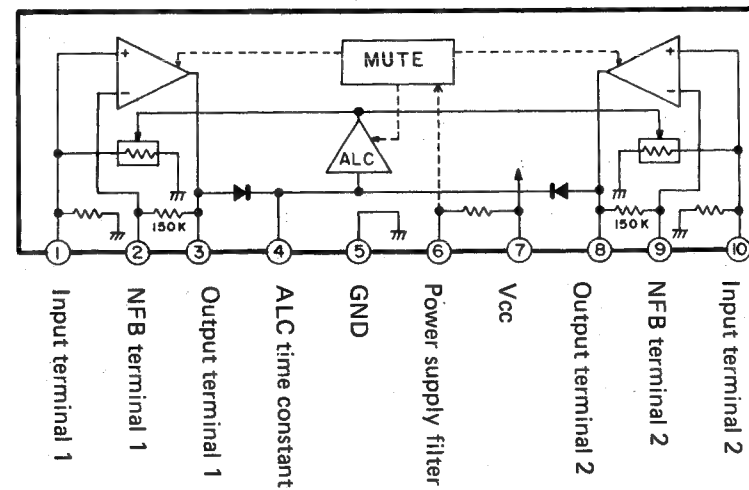 MUTE
+
+
−
−
ALC
150K
150K
1
2
3
4
5
6
7
8
9
10
Input terminal 1
NFB terminal 1
Output terminal 1
ALC time constant
GND
Power supply filter
Vcc
Output terminal 2
NFB terminal 2
Input terminal 2